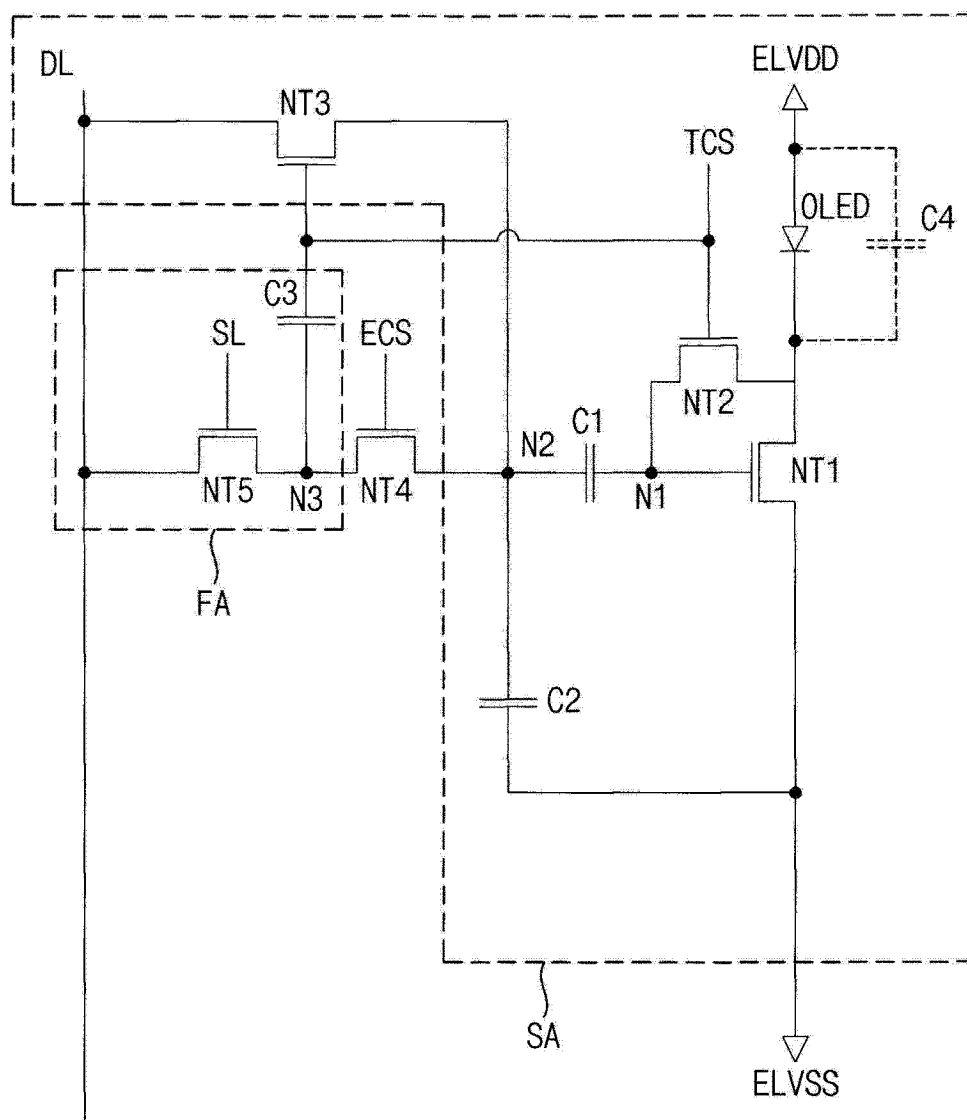 DL
ELVDD
NT3
TCS
OLED
C4
C3
SL
ECS
NT2
C1
N2
NT1
NT5
N3
NT4
N1
FA
C2
SA
ELVSS